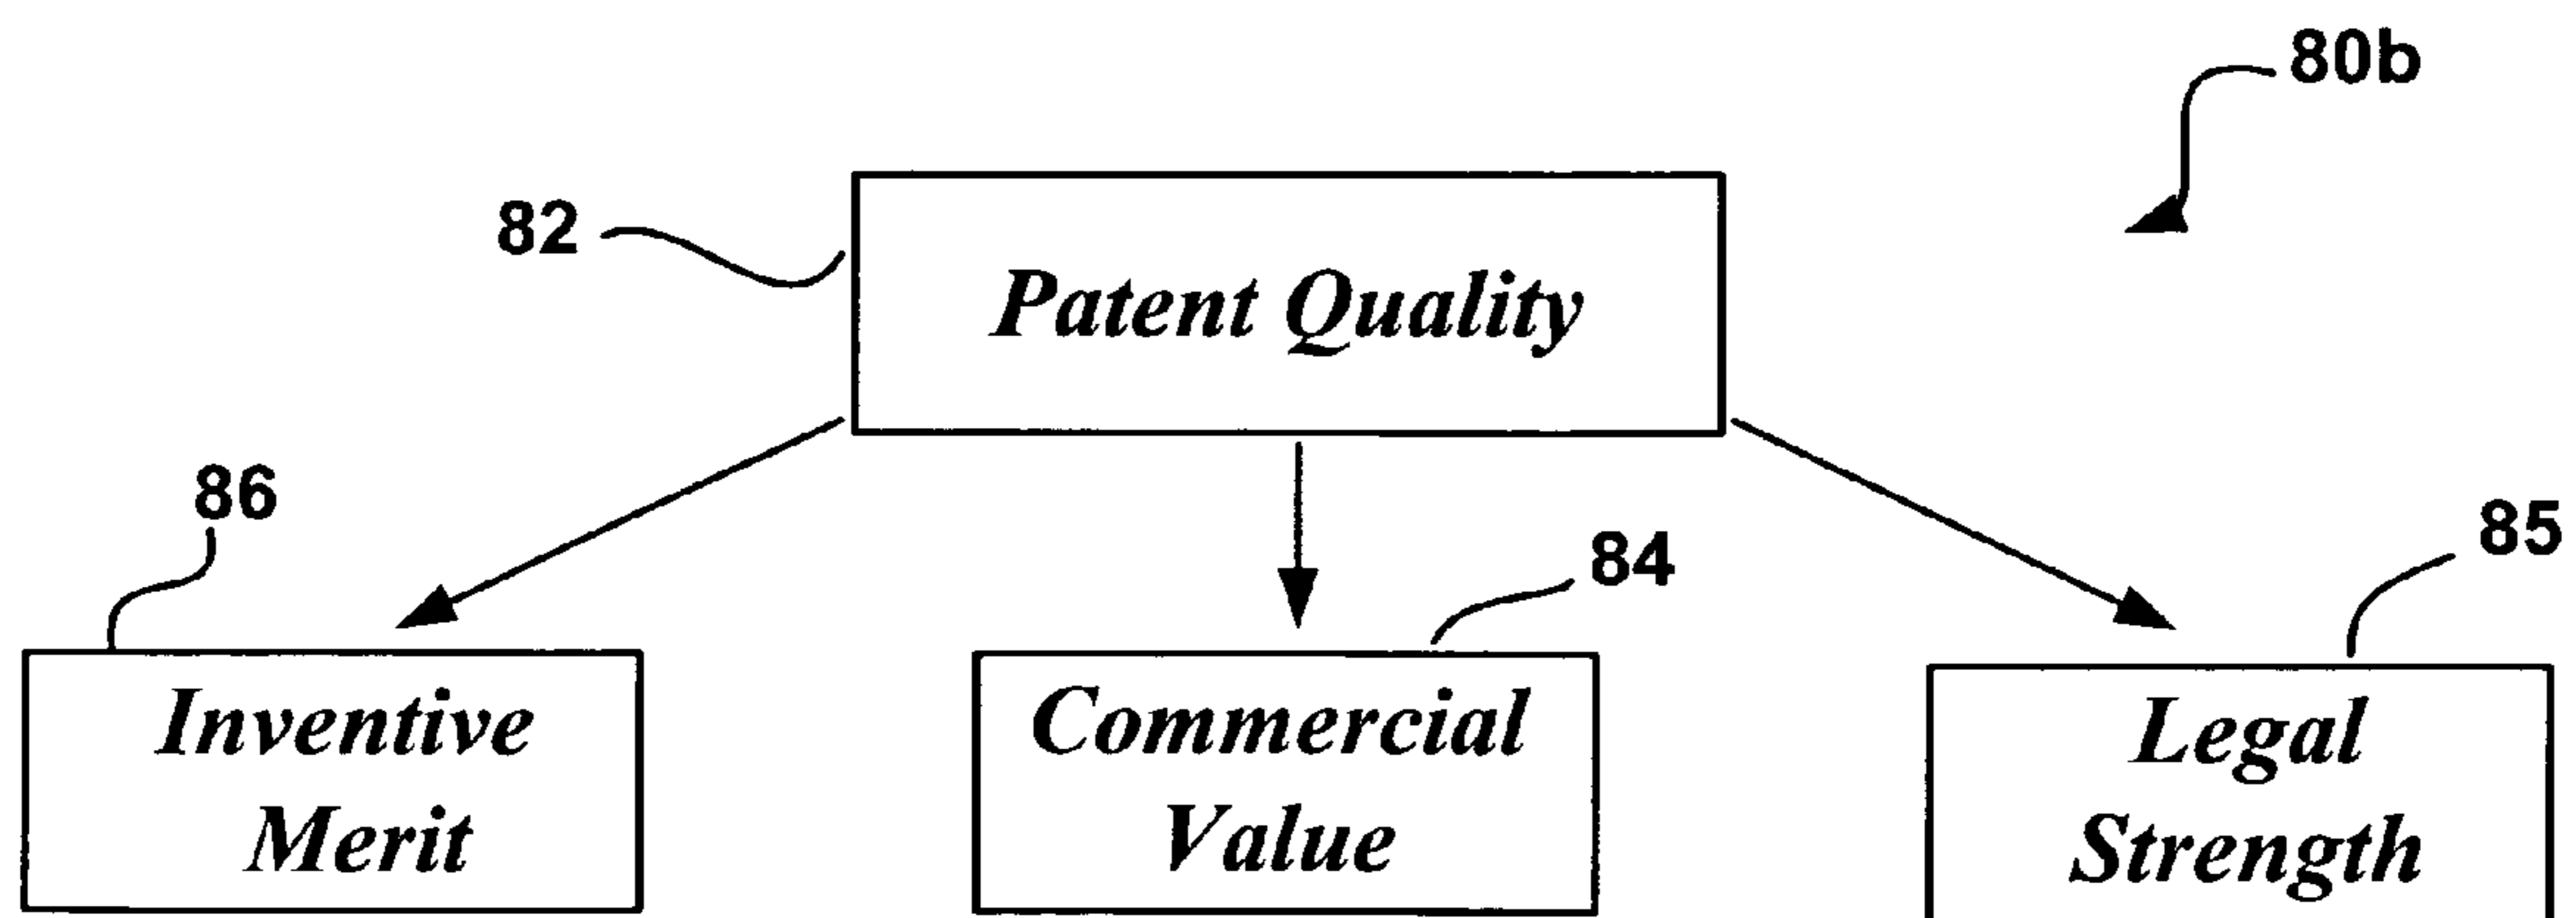 80b
82
Patent Quality
86
84
85
Inventive
Merit
Commercial
Value
Legal
Strength